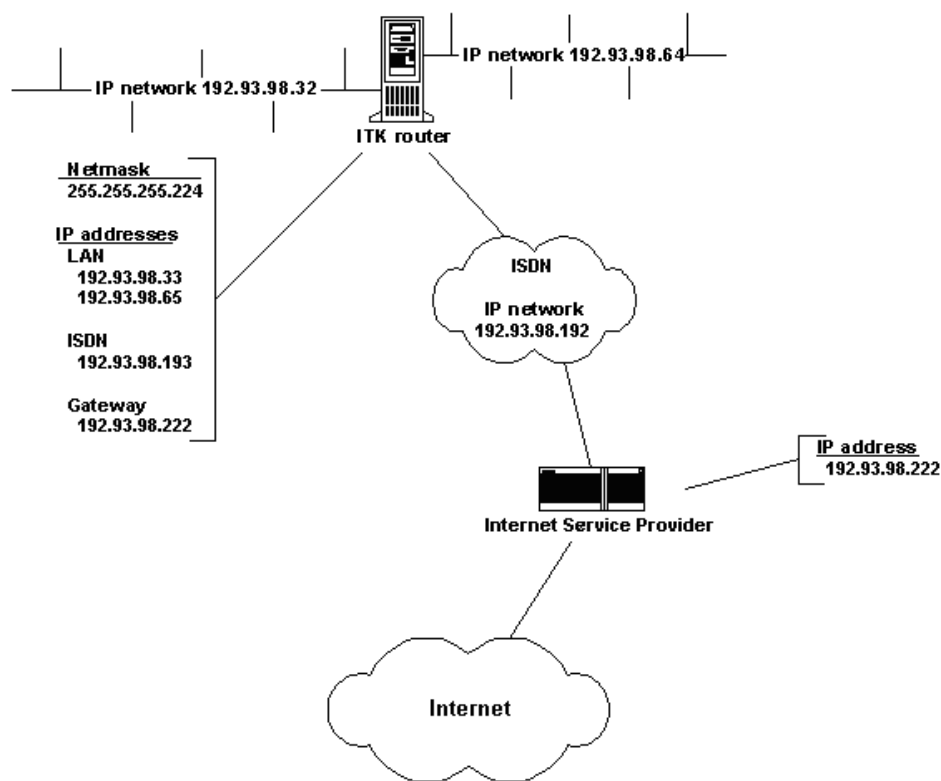 IP network 192.93.98.64
IP network 192.93.98.32
ITK router
Netmask
255.255.255.224
IP addresses
LAN
192.93.98.33
192.93.98.65
ISDN
192.93.98.193
Gateway
192.93.98.222
ISDN
IP network
192.93.98.192
IP address
192.93.98.222
Internet Service Provider
Internet